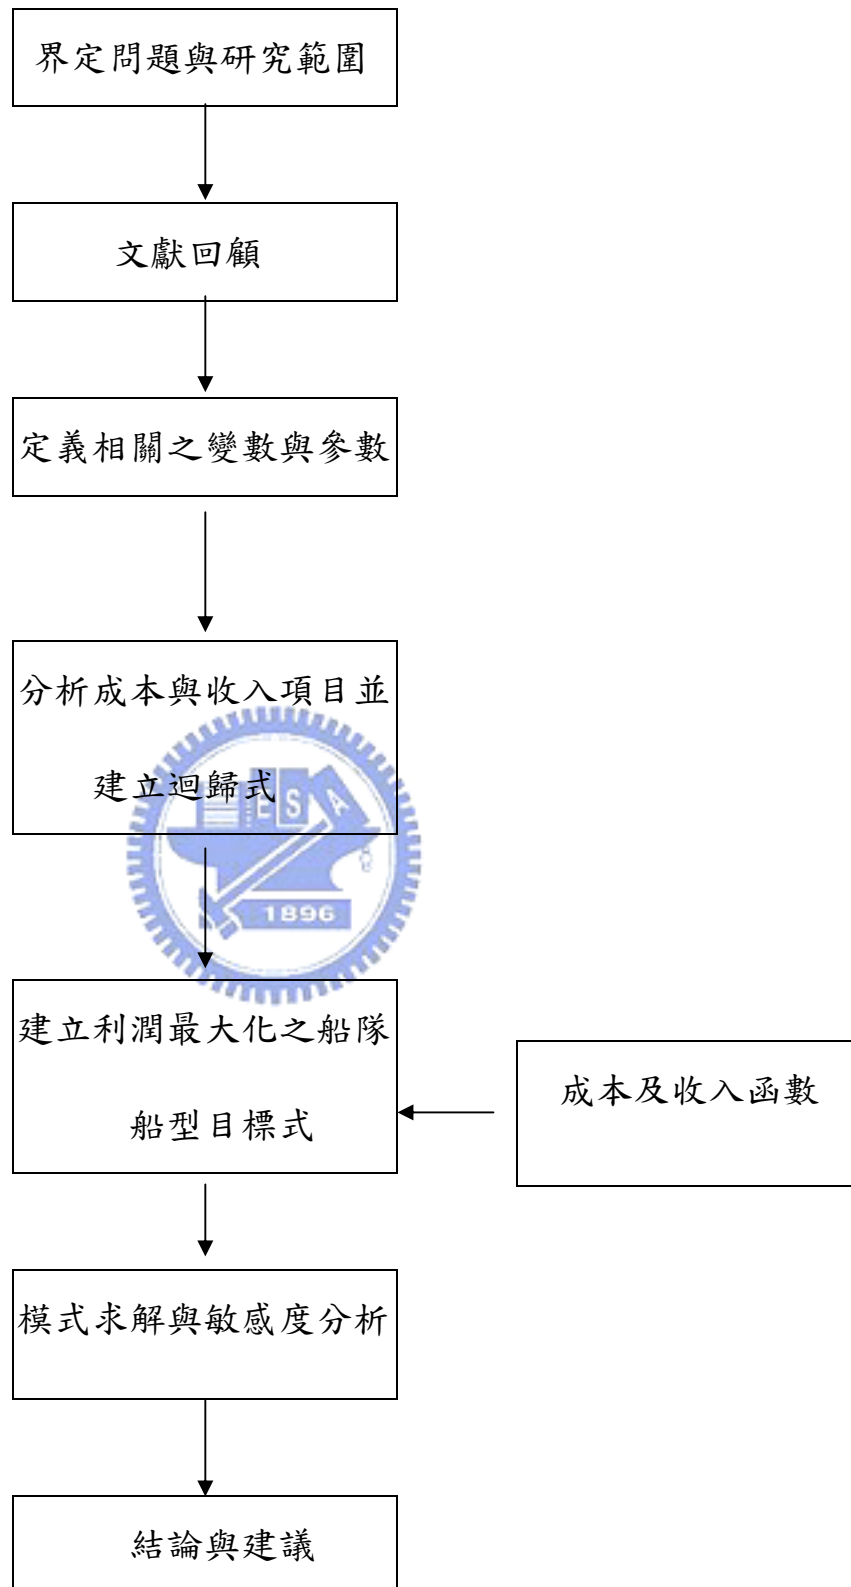 界定問題與研究範圍
文獻回顧
定義相關之變數與參數
分析成本與收入項目並
建立迴歸式
ESA
1896
建立利潤最大化之船隊
船型目標式
成本及收入函數
模式求解與敏感度分析
結論與建議